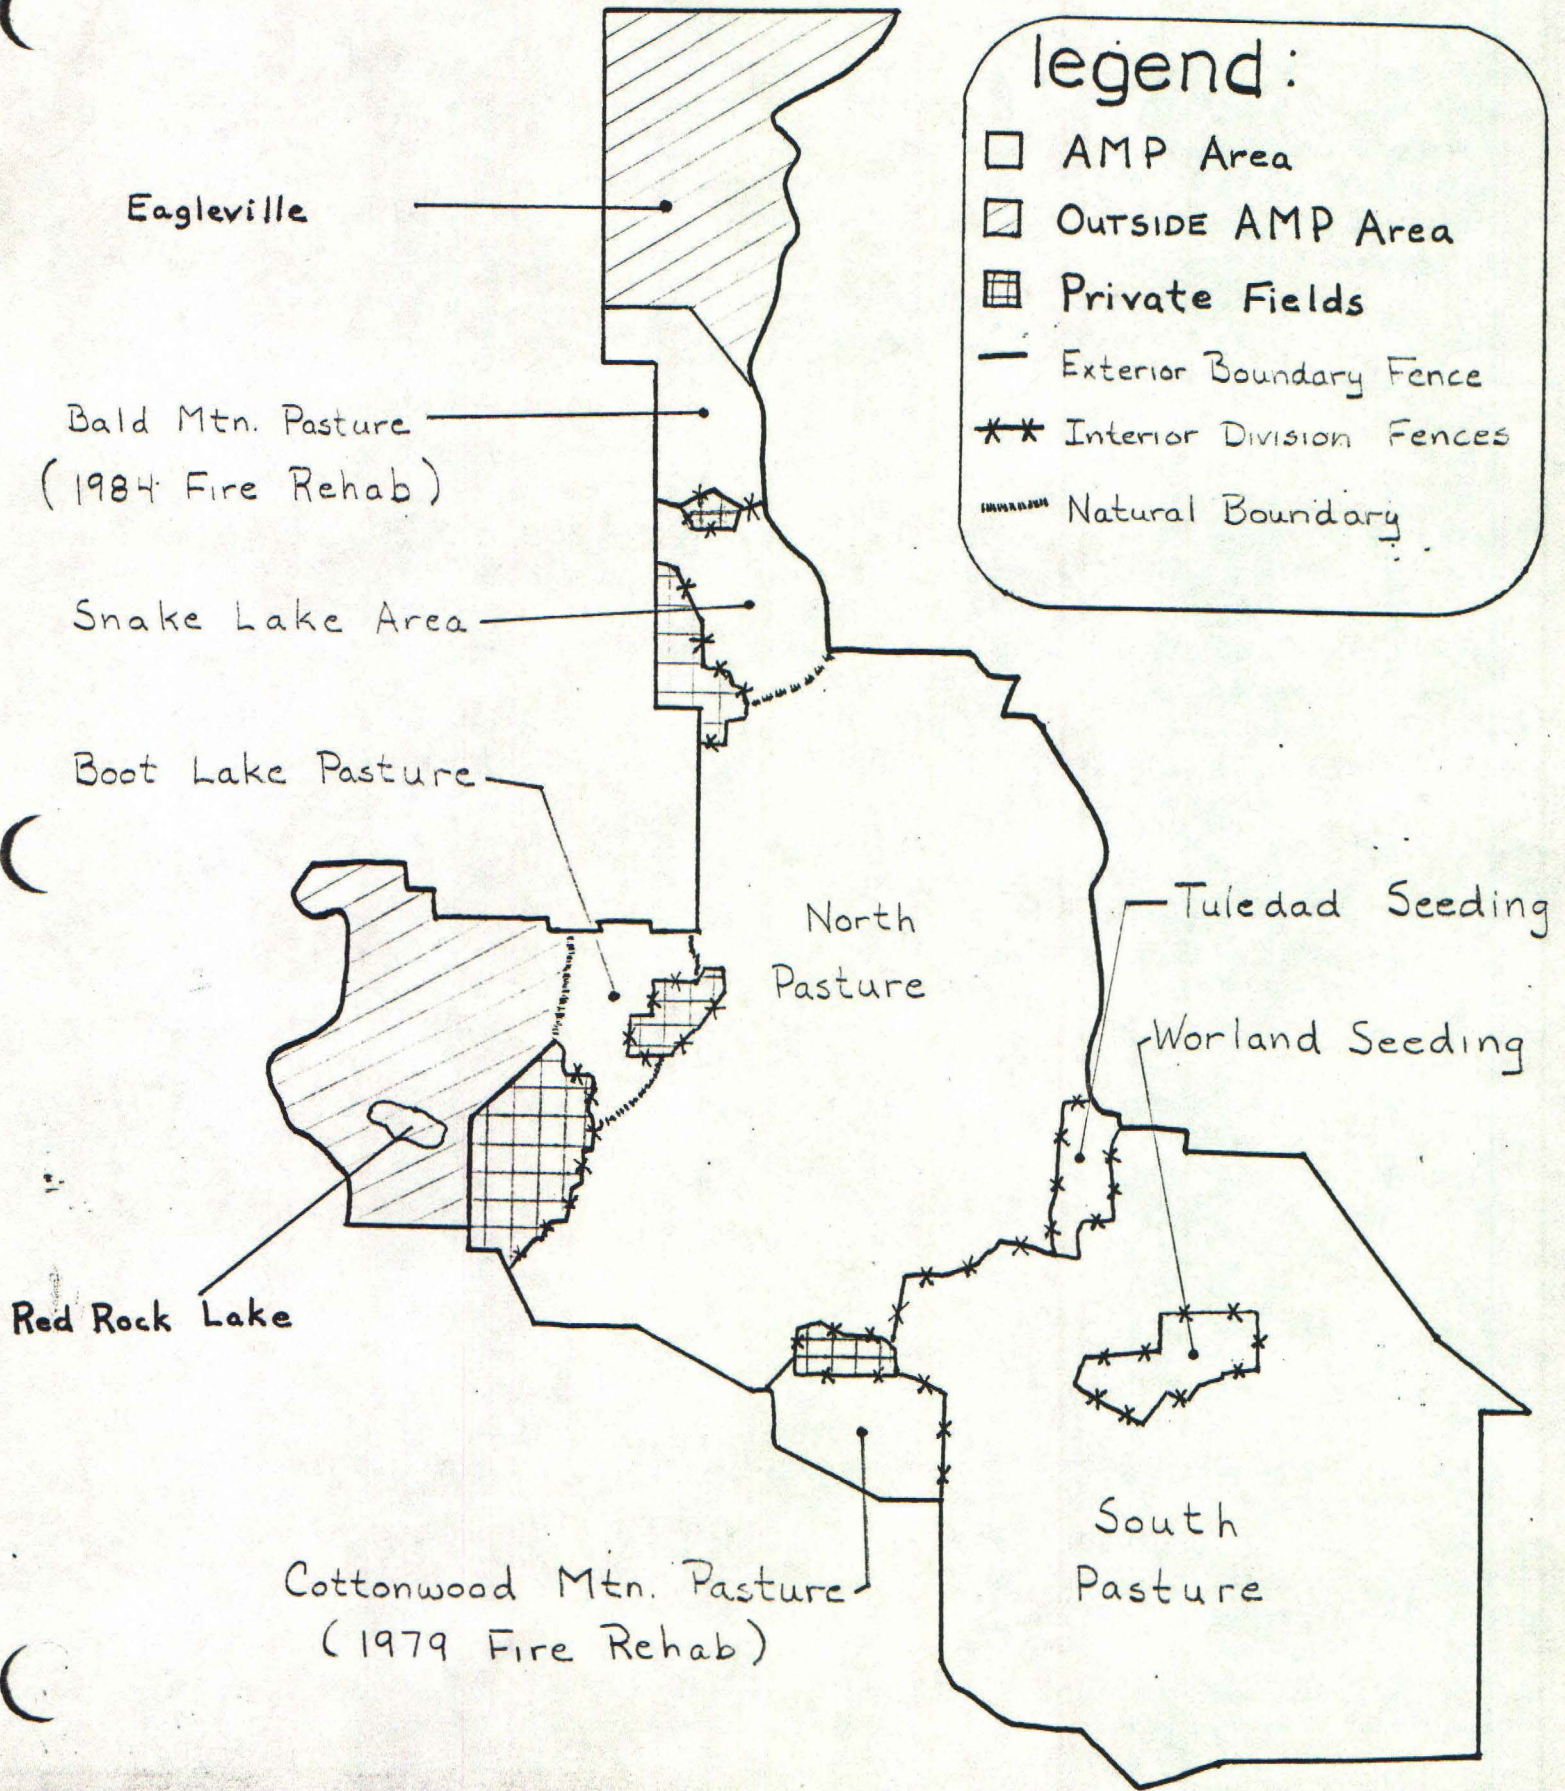 legend:
AMP Area
OUTSIDE AMP Area
Private Fields
Exterior Boundary Fence
Interior Division Fences
Natural Boundary
Eagleville
Bald Mtn. Pasture
(1984 Fire Rehab)
Snake Lake Area
Boot Lake Pasture
North
Pasture
Tuledad Seeding
Worland Seeding
Red Rock Lake
South
Pasture
Cottonwood Mtn. Pasture
(1979 Fire Rehab)